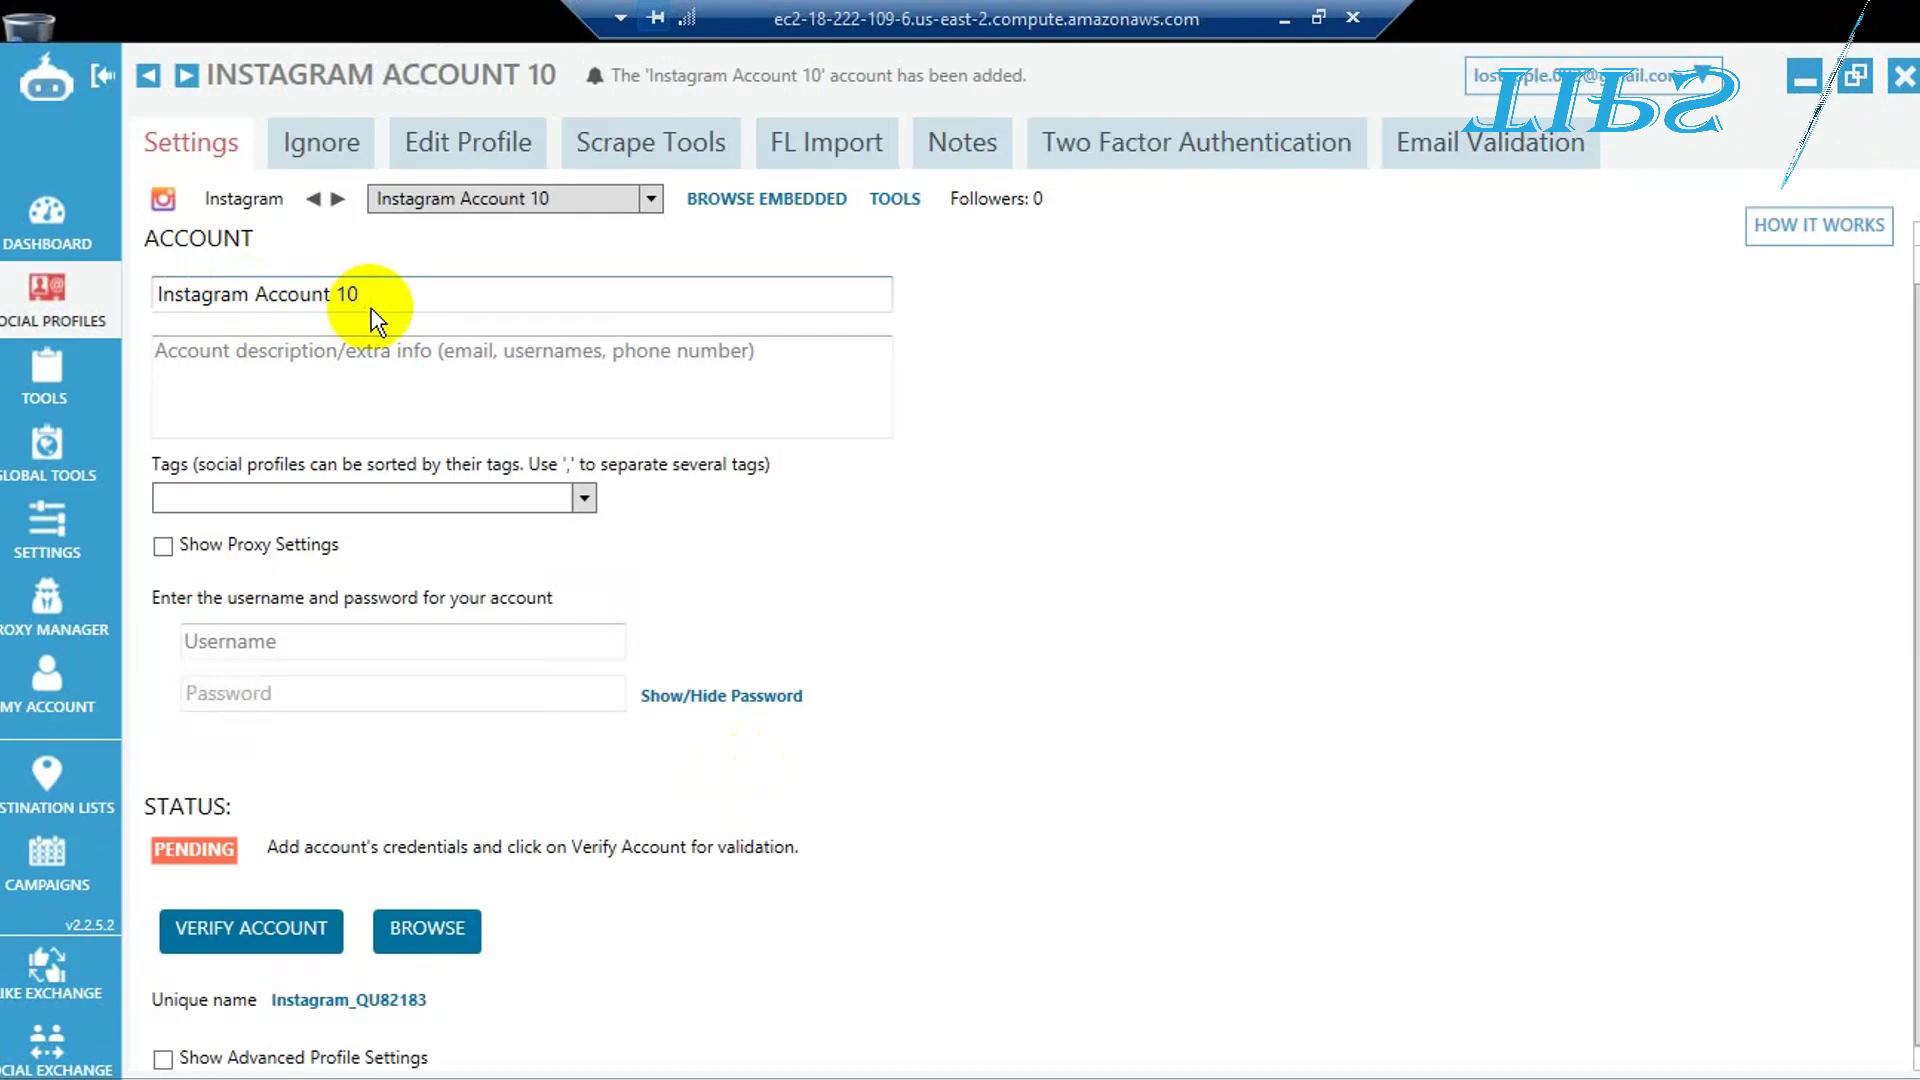 ec2-18-222-109-6.us-east-2.compute.amazonaws.com
INSTAGRAM ACCOUNT 10
The 'Instagram Account 10' account has been added.
Settings
Ignore
Edit Profile
Scrape Tools
FL Import
Notes
Two Factor Authentication
Email Validation
Instagram
Instagram Account 10
BROWSE EMBEDDED
TOOLS
Followers: 0
HOW IT WORKS
DASHBOARD
OCIAL PROFILES
TOOLS
GLOBAL TOOLS
SETTINGS
ROXY MANAGER
MY ACCOUNT
STINATION LISTS
CAMPAIGNS
v2.2.5.2
IKE EXCHANGE
CIAL EXCHANGE
ACCOUNT
Instagram Account 10
Account description/extra info (email, usernames, phone number)
Tags (social profiles can be sorted by their tags. Use ',' to separate several tags)
Show Proxy Settings
Enter the username and password for your account
Username
Password
Show/Hide Password
STATUS:
PENDING
Add account's credentials and click on Verify Account for validation.
VERIFY ACCOUNT
BROWSE
Unique name Instagram_QU82183
Show Advanced Profile Settings